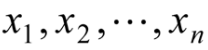 x₁, x₂, ⋯, xₙ